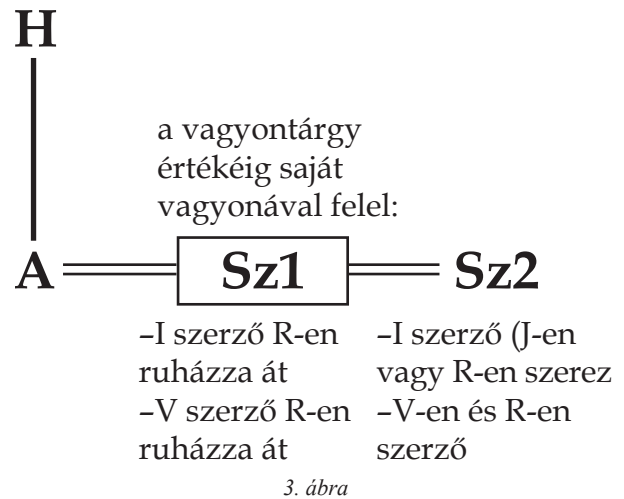 H
a vagyontárgy
értékéig saját
vagyonával felel:
A
Sz1
Sz2
–I szerző R-en
ruházza át
–V szerző R-en
ruházza át
–I szerző (J-en
vagy R-en szerez
–V-en és R-en
szerző
3. ábra